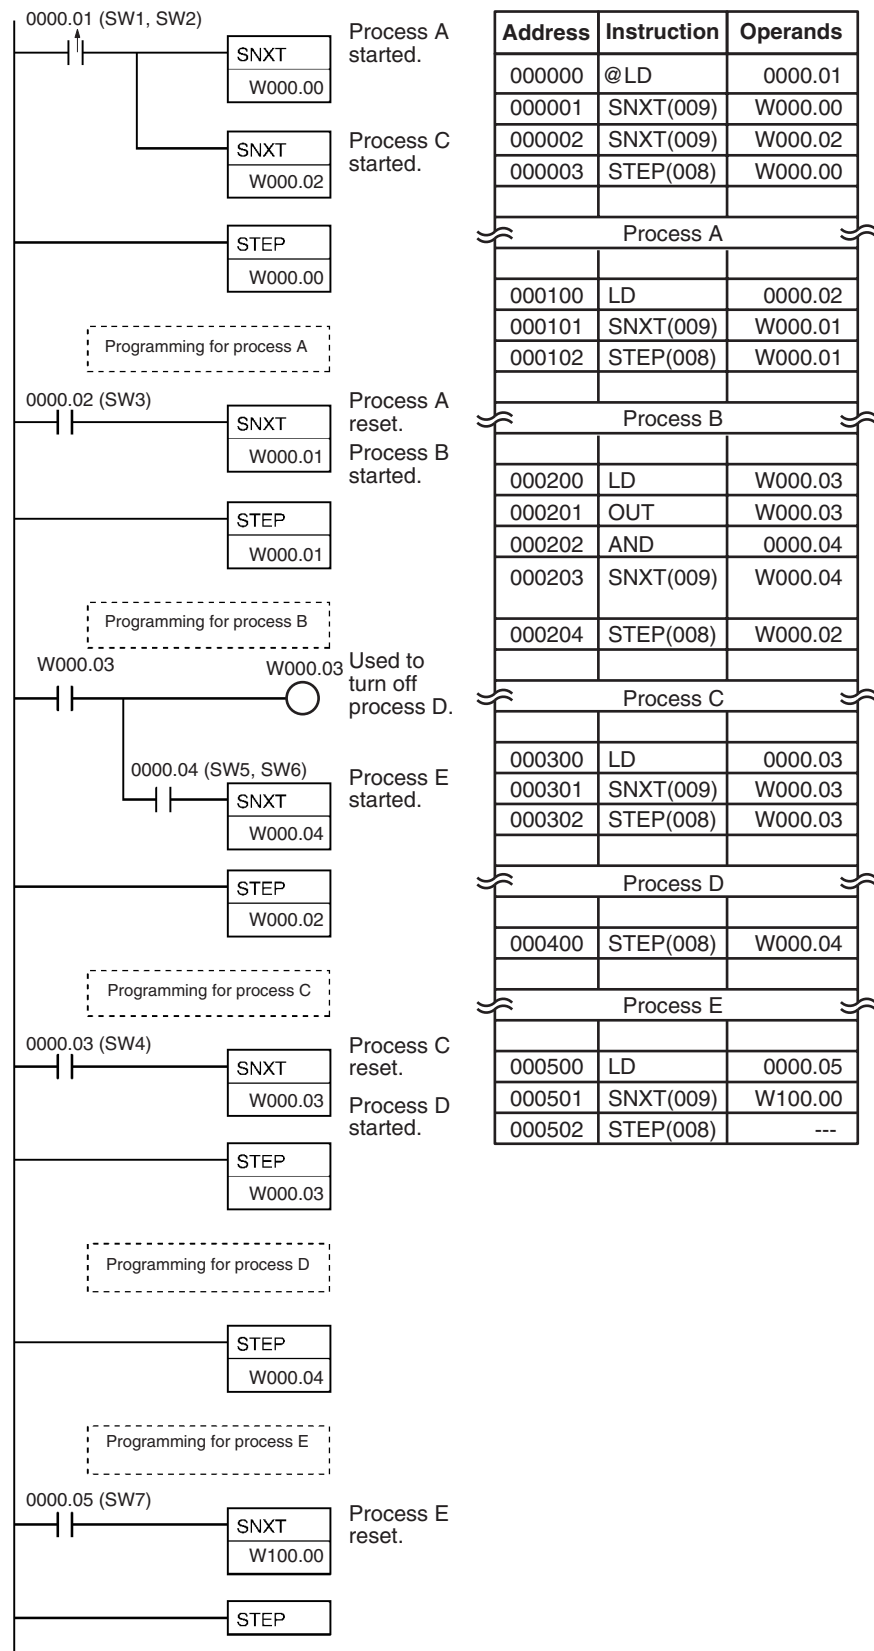 0000.01 (SW1, SW2)
SNXT
W000.00
Process A
started.
SNXT
W000.02
Process C
started.
STEP
W000.00
Programming for process A
0000.02 (SW3)
SNXT
W000.01
Process A
reset.
Process B
started.
STEP
W000.01
Programming for process B
W000.03
W000.03
Used to
turn off
process D.
0000.04 (SW5, SW6)
SNXT
W000.04
Process E
started.
STEP
W000.02
Programming for process C
0000.03 (SW4)
SNXT
W000.03
Process C
reset.
Process D
started.
STEP
W000.03
Programming for process D
STEP
W000.04
Programming for process E
0000.05 (SW7)
SNXT
W100.00
Process E
reset.
STEP
Address Instruction Operands
000000 @LD 0000.01
000001 SNXT(009) W000.00
000002 SNXT(009) W000.02
000003 STEP(008) W000.00
Process A
000100 LD 0000.02
000101 SNXT(009) W000.01
000102 STEP(008) W000.01
Process B
000200 LD W000.03
000201 OUT W000.03
000202 AND 0000.04
000203 SNXT(009) W000.04
000204 STEP(008) W000.02
Process C
000300 LD 0000.03
000301 SNXT(009) W000.03
000302 STEP(008) W000.03
Process D
000400 STEP(008) W000.04
Process E
000500 LD 0000.05
000501 SNXT(009) W100.00
000502 STEP(008) ---